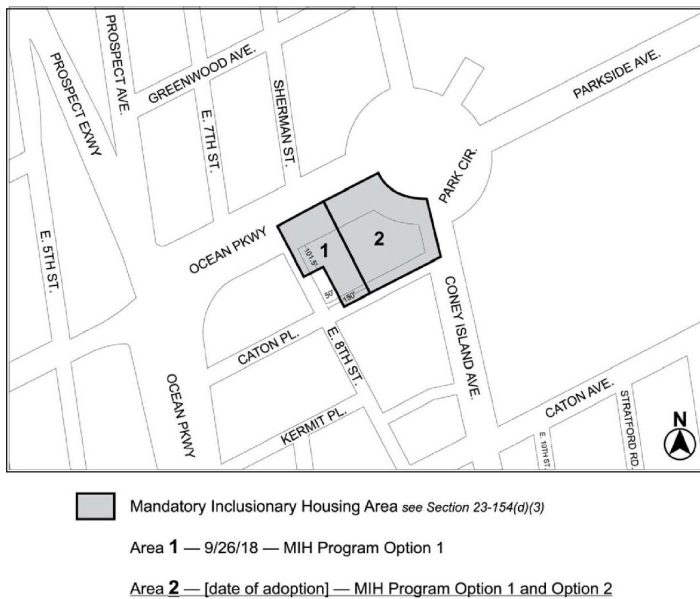 PROSPECT AVE.
PROSPECT EXWY
GREENWOOD AVE.
E. 7TH ST.
SHERMAN ST.
PARKSIDE AVE.
PARK CIR.
E. 5TH ST.
OCEAN PKWY
1
2
101.5'
50'
150'
CATON PL.
E. 8TH ST.
CONEY ISLAND AVE.
OCEAN PKWY
KERMIT PL.
CATON AVE.
E. 10TH ST.
STRATFORD RD.
N
Mandatory Inclusionary Housing Area see Section 23-154(d)(3)
Area 1 — 9/26/18 — MIH Program Option 1
Area 2 — [date of adoption] — MIH Program Option 1 and Option 2